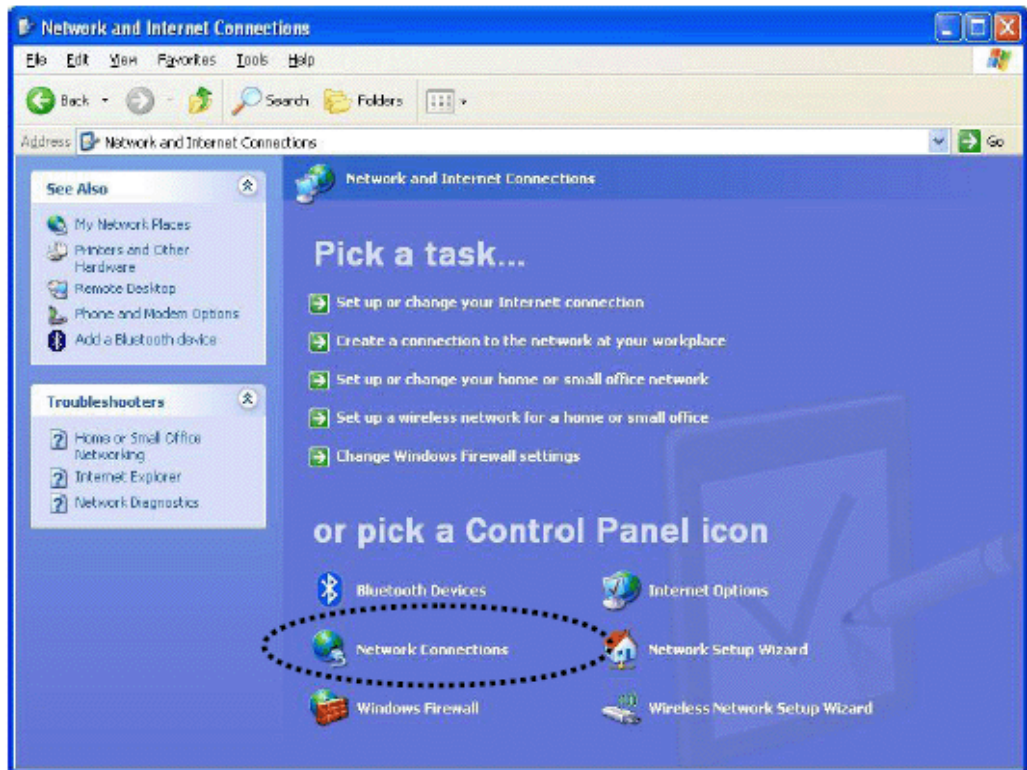 Network and Internet Connections
File Edit View Favorites Tools Help
Back Search Folders
Address Network and Internet Connections Go
See Also
My Network Places
Printers and Other
Hardware
Remote Desktop
Phone and Modem Options
Add a Bluetooth device
Troubleshooters
Home or Small Office
Networking
Internet Explorer
Network Diagnostics
Network and Internet Connections
Pick a task...
Set up or change your Internet connection
Create a connection to the network at your workplace
Set up or change your home or small office network
Set up a wireless network for a home or small office
Change Windows Firewall settings
or pick a Control Panel icon
Bluetooth Devices Internet Options
Network Connections Network Setup Wizard
Windows Firewall Wireless Network Setup Wizard